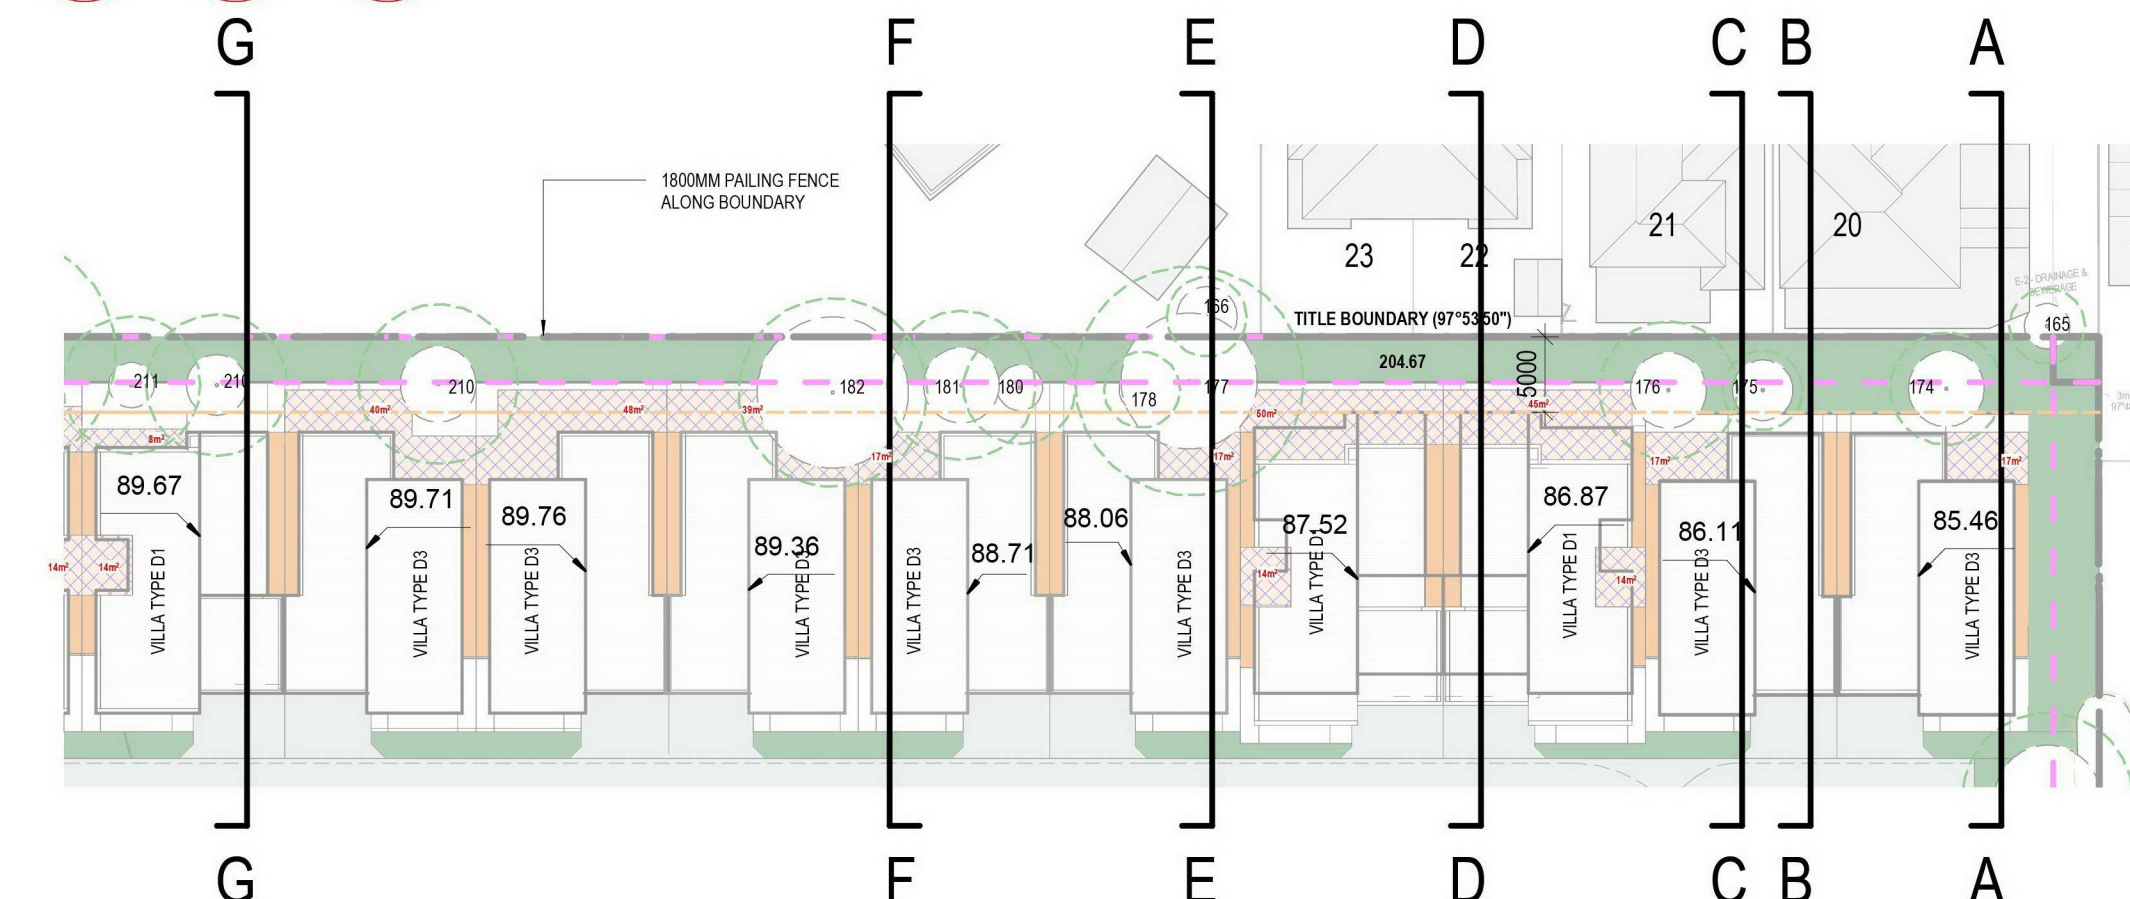 G F E D C B A
1800MM PAILING FENCE
ALONG BOUNDARY
23 22 21 20
E-2- DRAINAGE &
SEWERAGE
166
TITLE BOUNDARY (97°53'50")
165
204.67
5000
211 210 210 182 181 180 178 177 176 175 174
40m² 48m² 39m² 50m² 45m²
8m² 17m² 17m² 17m² 17m²
89.67 89.71 89.76 89.36 88.71 88.06 87.52 86.87 86.11 85.46
14m² 14m² 14m² 14m²
VILLA TYPE D1
VILLA TYPE D3
VILLA TYPE D3
VILLA TYPE D3
VILLA TYPE D3
VILLA TYPE D3
VILLA TYPE D1
VILLA TYPE D1
VILLA TYPE D3
VILLA TYPE D3
G F E D C B A